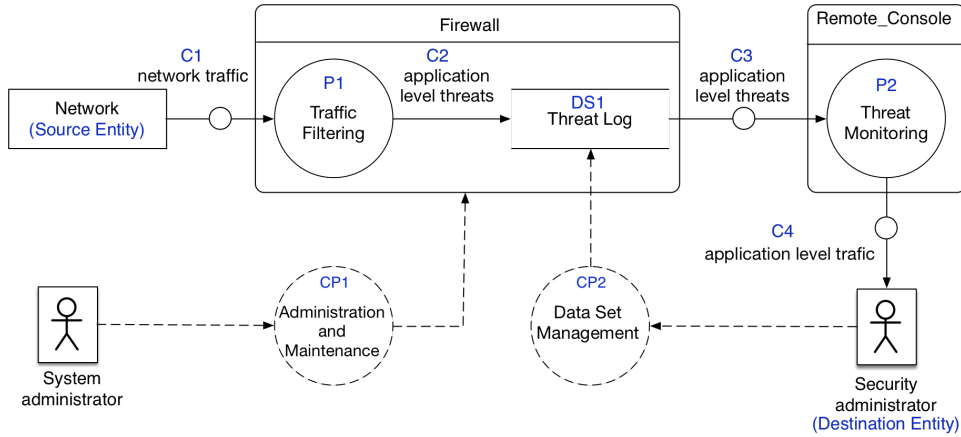 Firewall
Remote_Console
C1
network traffic
P1
Traffic
Filtering
C2
application
level threats
DS1
Threat Log
C3
application
level threats
P2
Threat
Monitoring
Network
(Source Entity)
C4
application level trafic
CP1
Administration
and
Maintenance
CP2
Data Set
Management
System
administrator
Security
administrator
(Destination Entity)